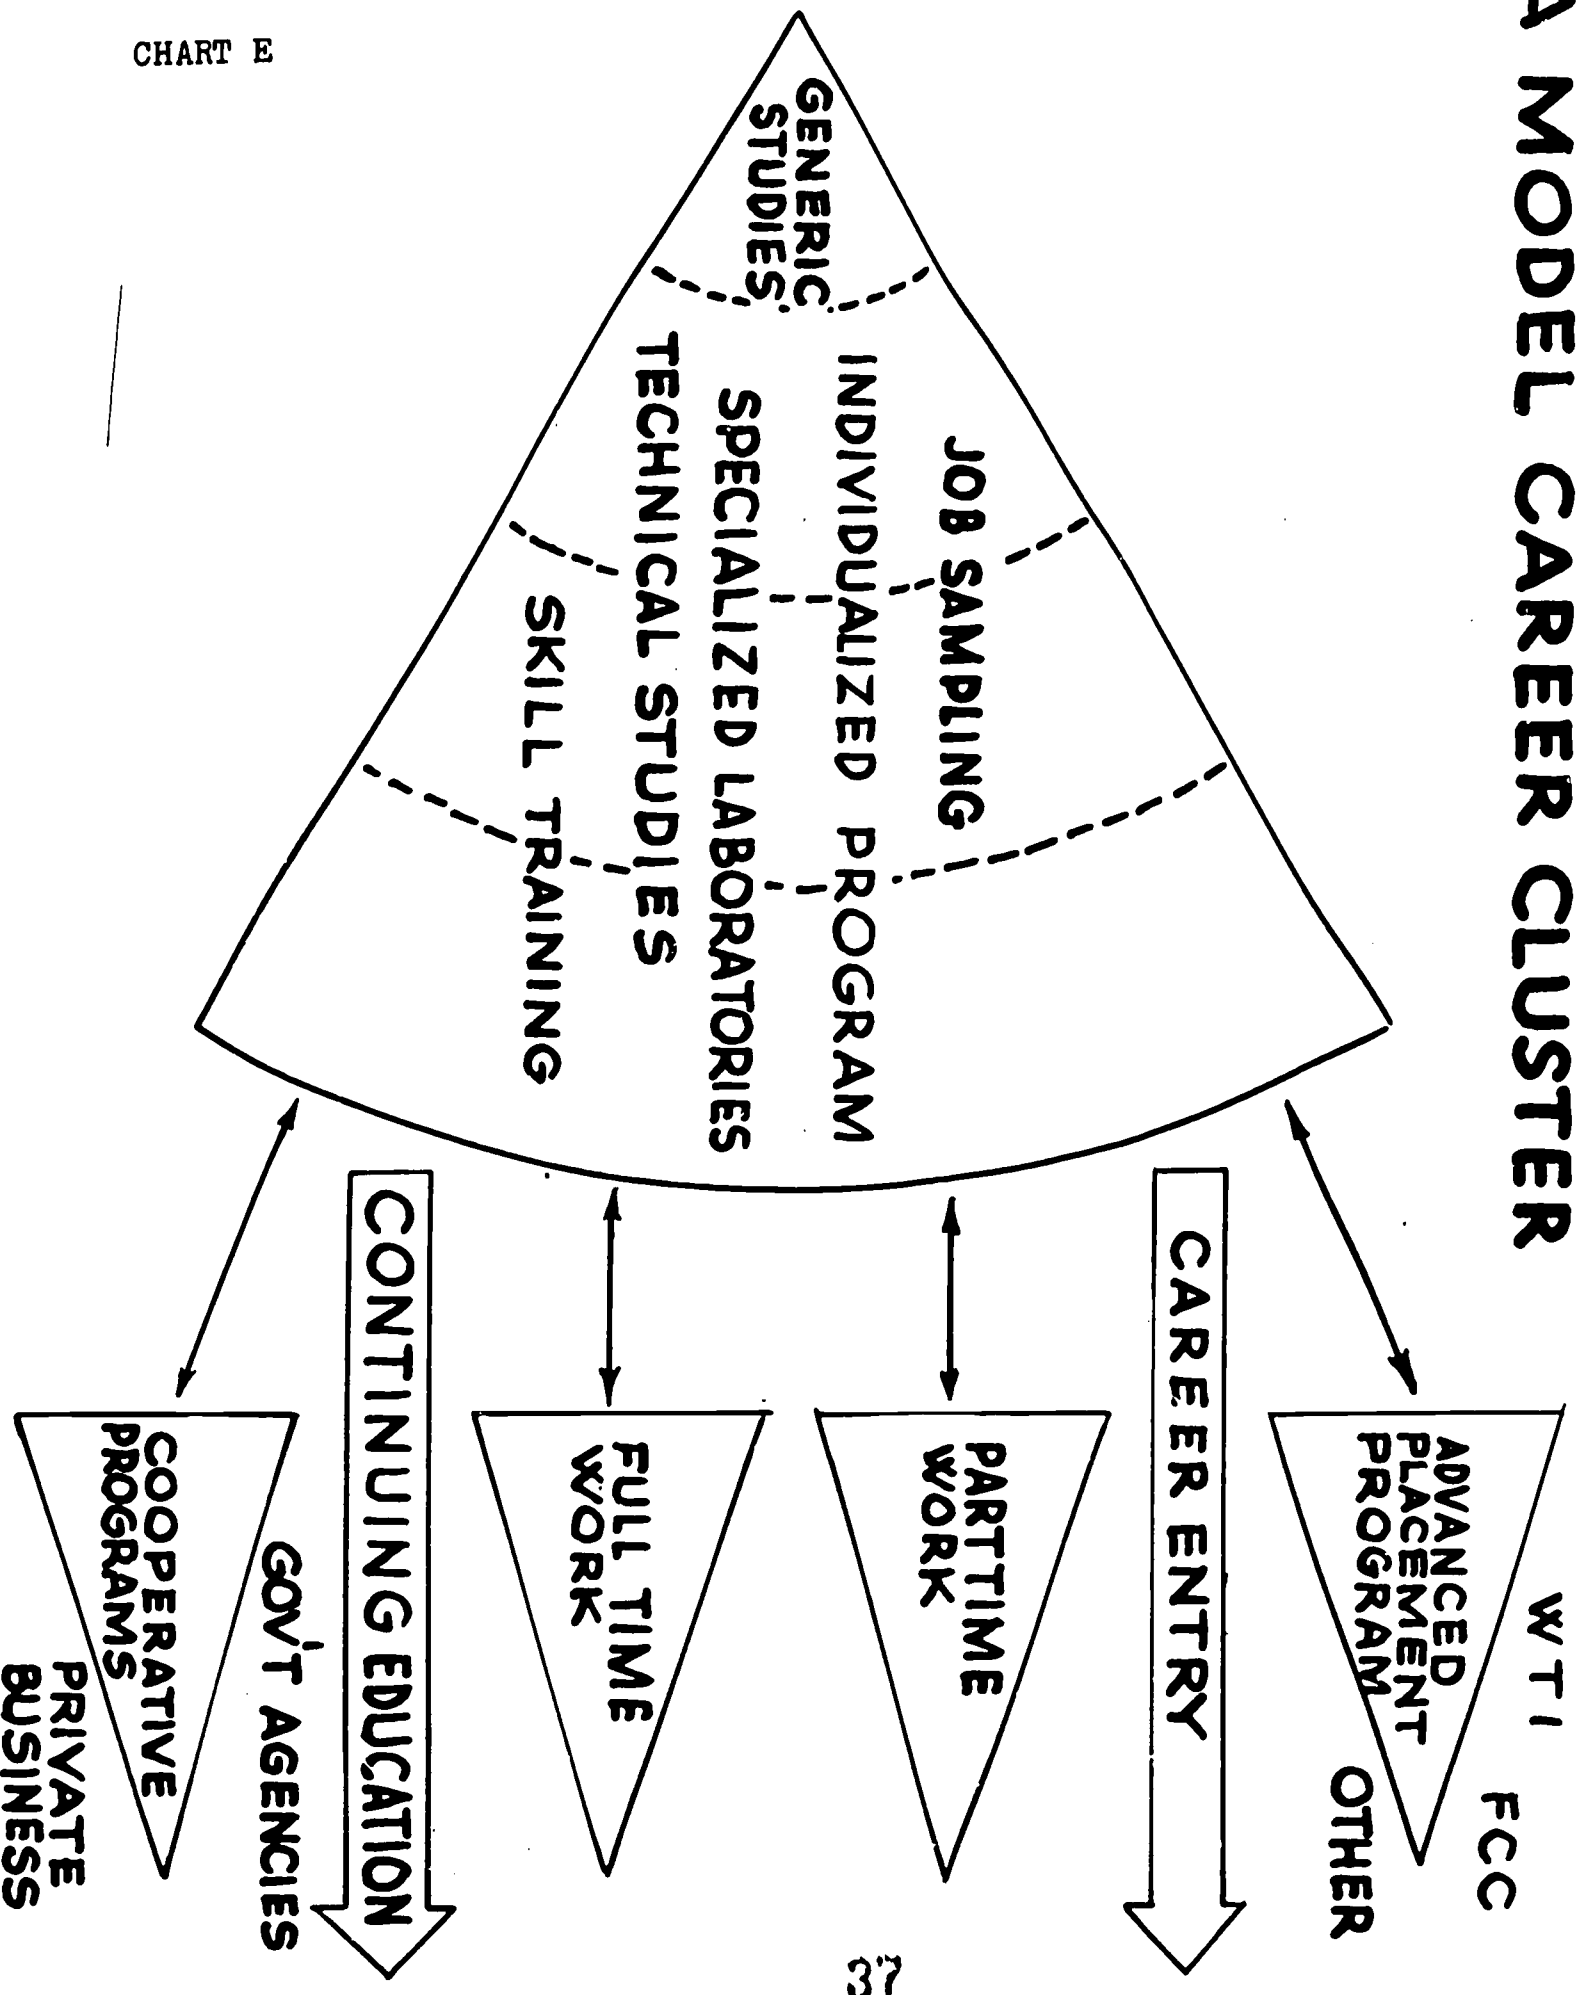 CHART E
A MODEL CAREER CLUSTER
GENERIC
STUDIES
JOB SAMPLING
INDIVIDUALIZED PROGRAM
SPECIALIZED LABORATORIES
TECHNICAL STUDIES
SKILL TRAINING
WTI
FCC
ADVANCED
PLACEMENT
PROGRAM
OTHER
CAREER ENTRY
PARTTIME
WORK
FULL TIME
WORK
CONTINUING EDUCATION
GOV'T AGENCIES
COOPERATIVE
PROGRAMS
PRIVATE
BUSINESS
37